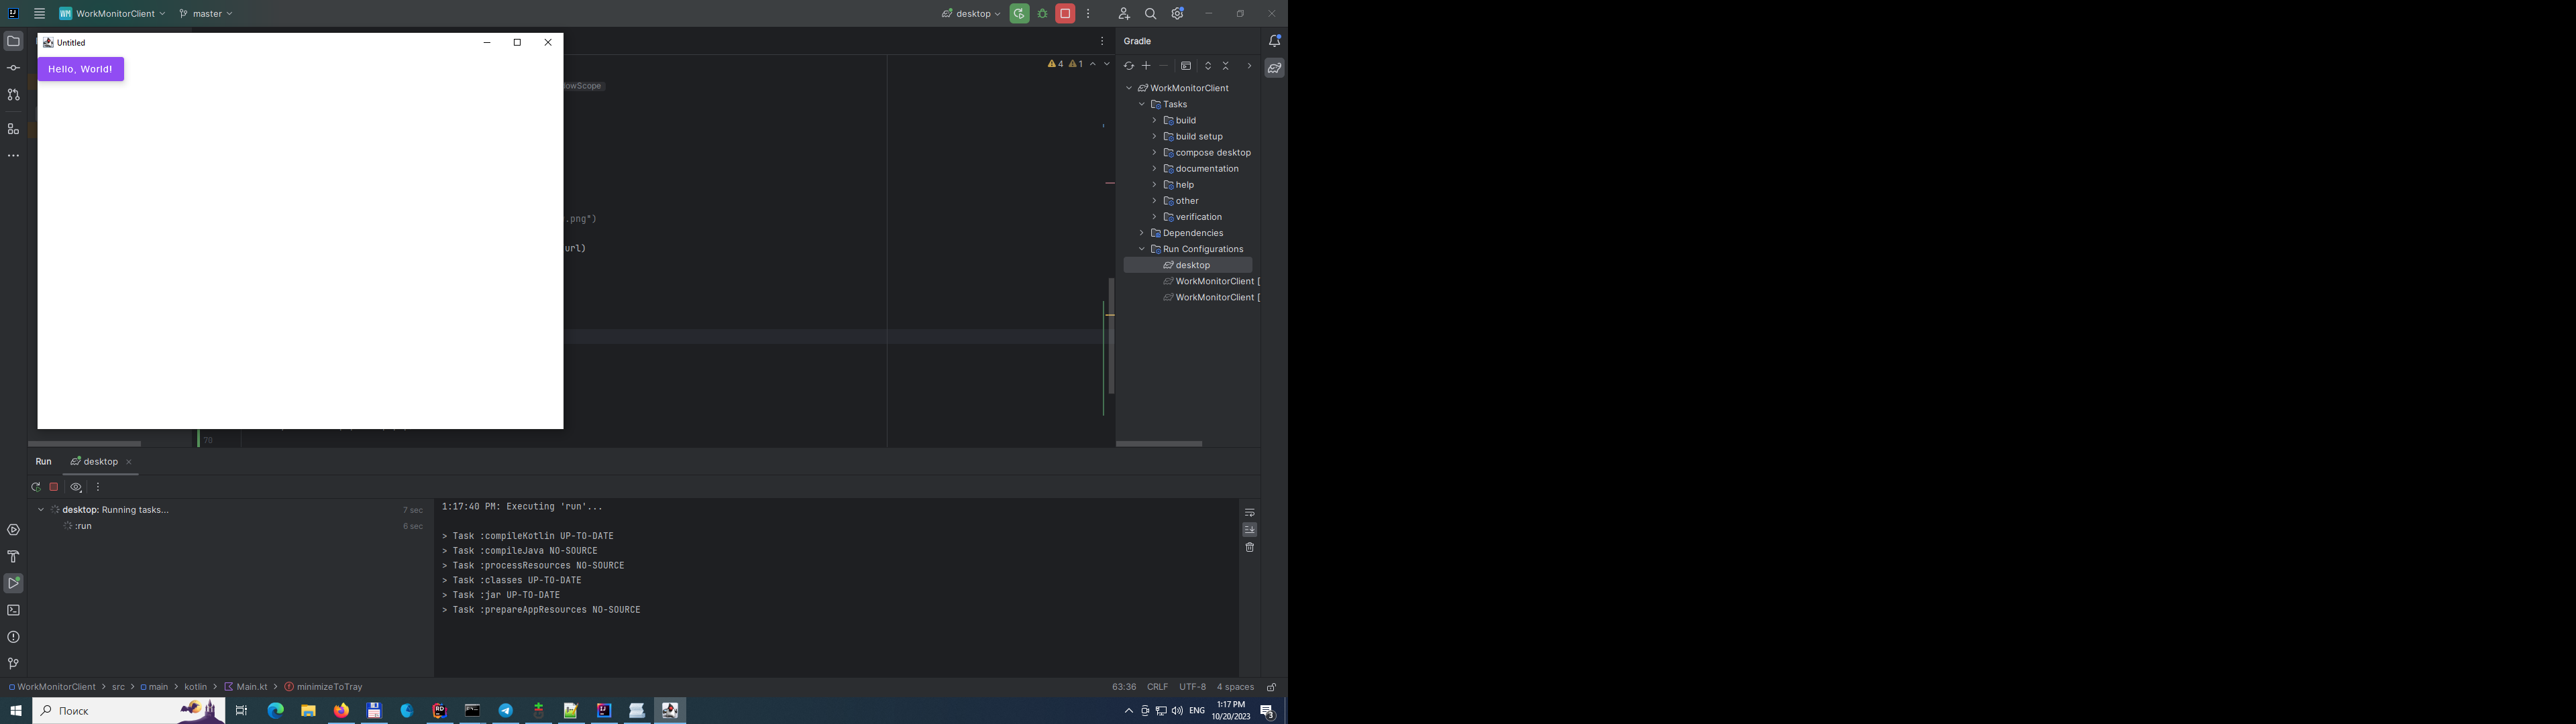 WM WorkMonitorClient
master
desktop
Untitled
Hello, World!
4 1
owScope
.png")
url)
70
Gradle
WorkMonitorClient
Tasks
build
build setup
compose desktop
documentation
help
other
verification
Dependencies
Run Configurations
desktop
WorkMonitorClient [
WorkMonitorClient [
Run desktop
desktop: Running tasks... 7 sec
:run 6 sec
1:17:40 PM: Executing 'run'...
> Task :compileKotlin UP-TO-DATE
> Task :compileJava NO-SOURCE
> Task :processResources NO-SOURCE
> Task :classes UP-TO-DATE
> Task :jar UP-TO-DATE
> Task :prepareAppResources NO-SOURCE
WorkMonitorClient > src > main > kotlin > Main.kt > minimizeToTray
63:36 CRLF UTF-8 4 spaces
Поиск
ENG
1:17 PM
10/20/2023
3